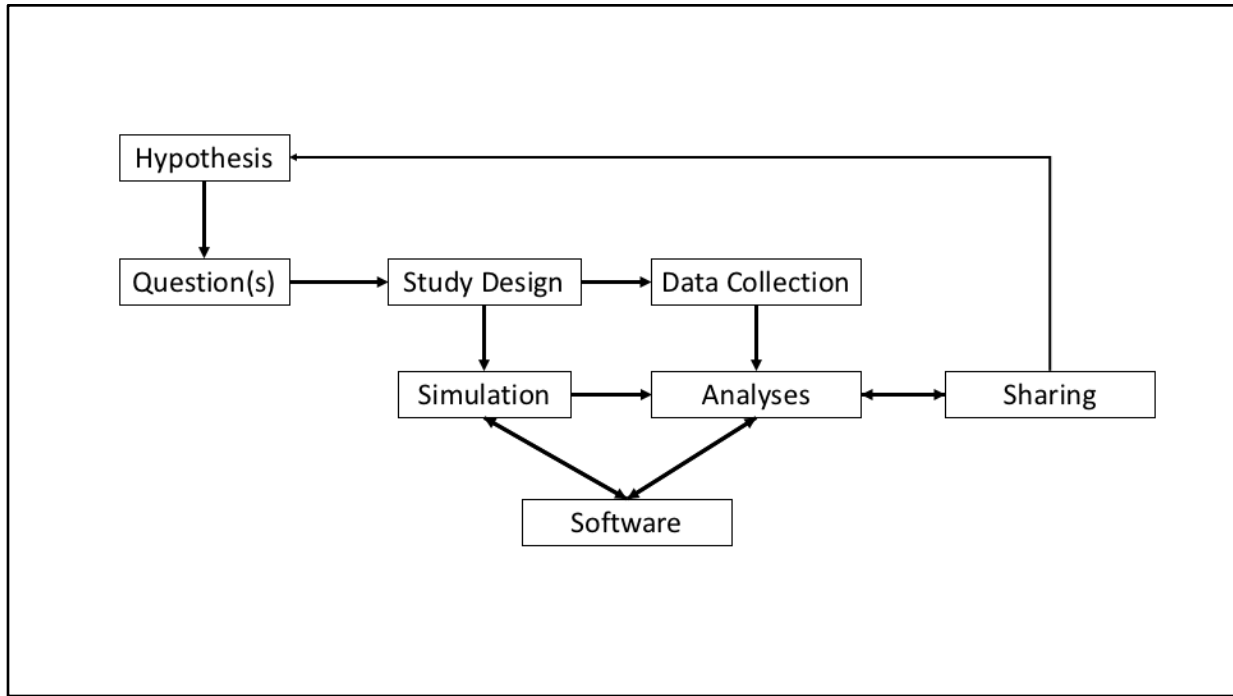 Hypothesis
Question(s)
Study Design
Data Collection
Simulation
Analyses
Sharing
Software